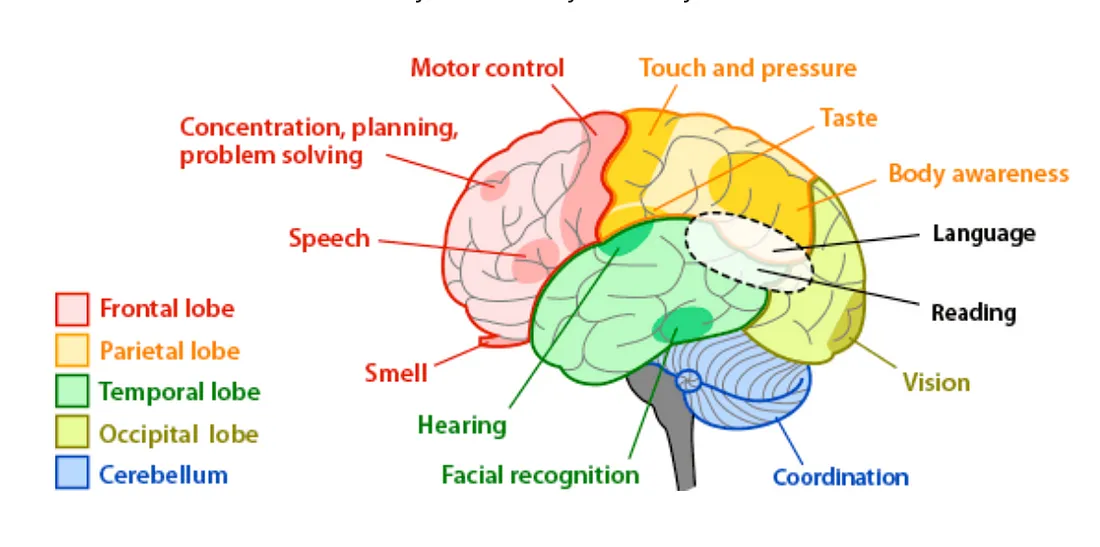 Motor control
Touch and pressure
Taste
Concentration, planning,
problem solving
Body awareness
Speech
Language
Reading
Frontal lobe
Parietal lobe
Temporal lobe
Occipital lobe
Cerebellum
Smell
Vision
Hearing
Facial recognition
Coordination